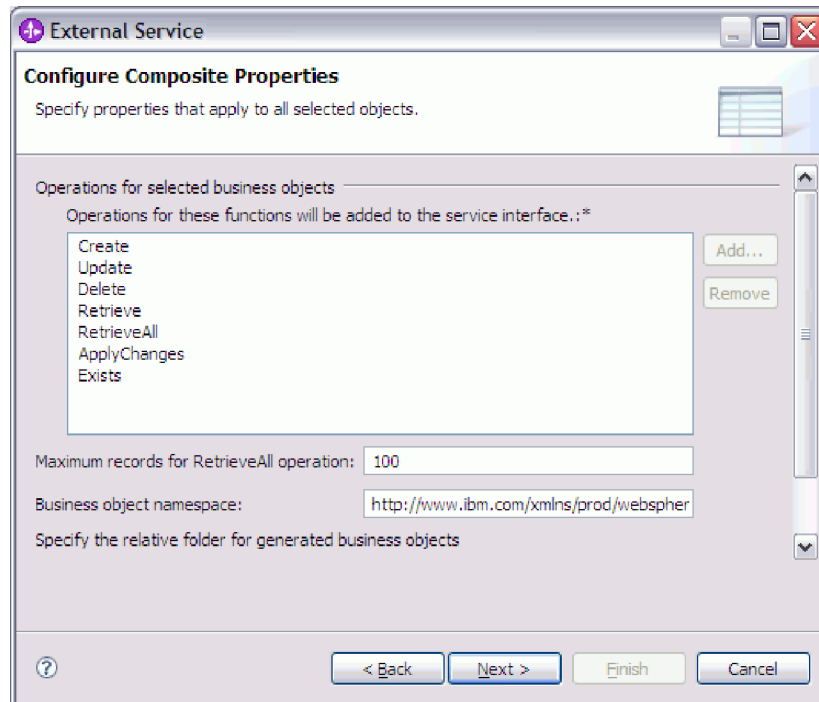 External Service
Configure Composite Properties
Specify properties that apply to all selected objects.
Operations for selected business objects
Operations for these functions will be added to the service interface.:*
Create
Update
Delete
Retrieve
RetrieveAll
ApplyChanges
Exists
Add...
Remove
Maximum records for RetrieveAll operation: 100
Business object namespace: http://www.ibm.com/xmlns/prod/webspher
Specify the relative folder for generated business objects
? < Back Next > Finish Cancel